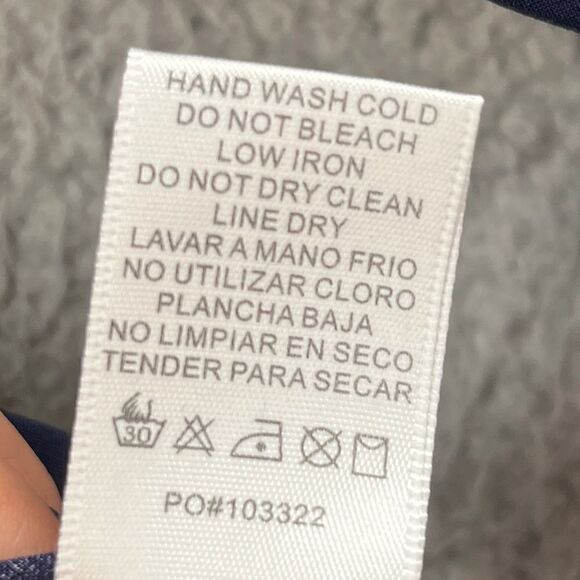 HAND WASH COLD
DO NOT BLEACH
LOW IRON
DO NOT DRY CLEAN
LINE DRY
LAVAR A MANO FRIO
NO UTILIZAR CLORO
PLANCHA BAJA
NO LIMPIAR EN SECO
TENDER PARA SECAR
30
PO#103322